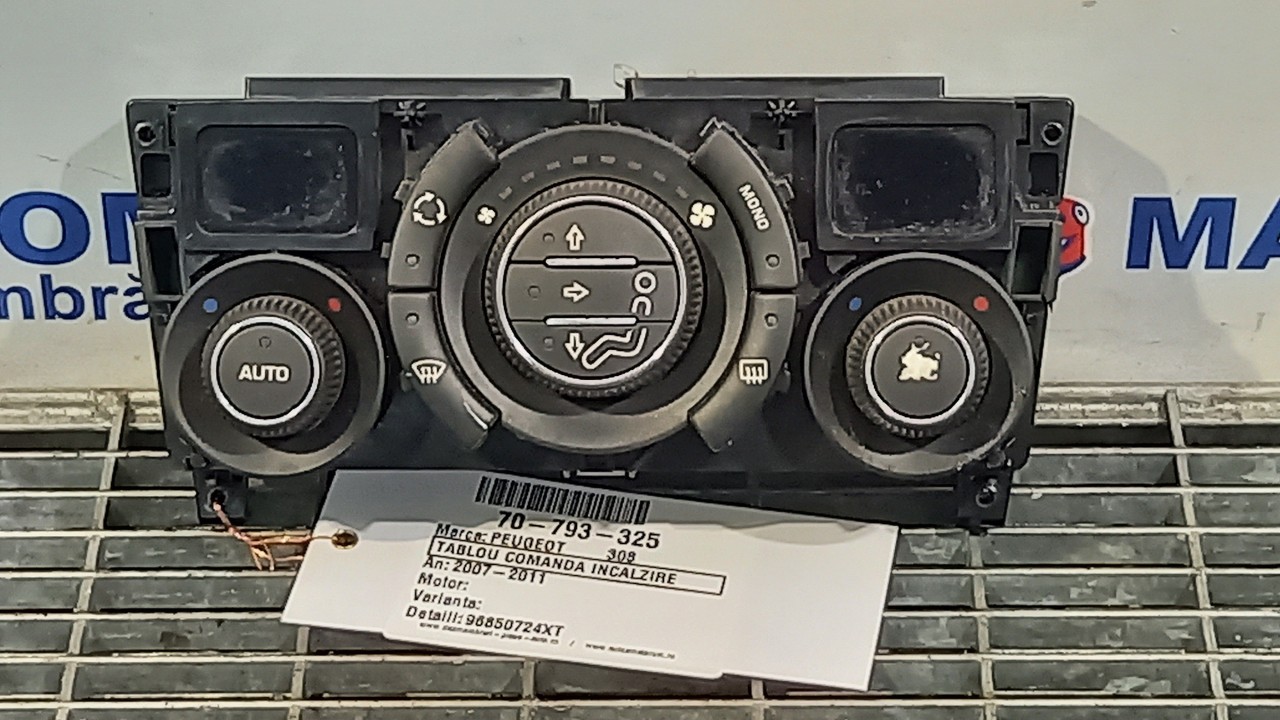 MONO
AUTO
70-793-325
Marca: PEUGEOT 308
TABLOU COMANDA INCALZIRE
An: 2007-2011
Motor:
Varianta:
Detalii: 96850724XT